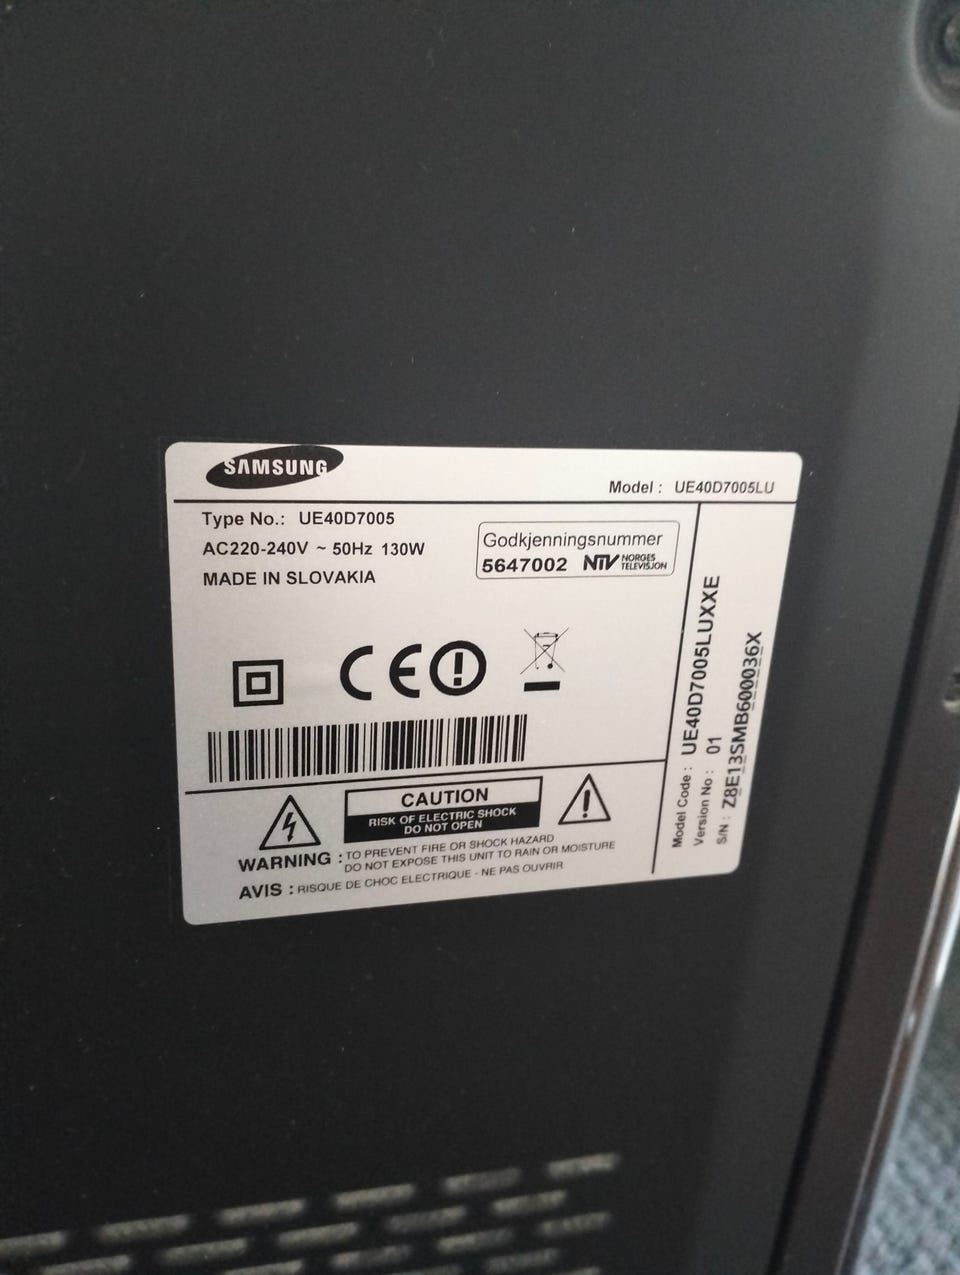 SAMSUNG
Model : UE40D7005LU
Type No.: UE40D7005
AC220-240V ~ 50Hz 130W
MADE IN SLOVAKIA
Godkjenningsnummer
5647002 NTV NORGES TELEVISJON
CE
CAUTION
RISK OF ELECTRIC SHOCK
DO NOT OPEN
WARNING : TO PREVENT FIRE OR SHOCK HAZARD
DO NOT EXPOSE THIS UNIT TO RAIN OR MOISTURE
AVIS : RISQUE DE CHOC ELECTRIQUE - NE PAS OUVRIR
Model Code : UE40D7005LUXXE
Version No : 01
S/N : Z8E13SMB600036X